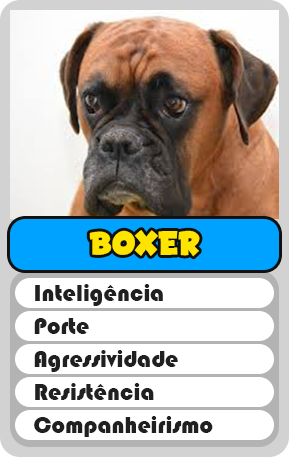 BOXER
Inteligência
Porte
Agressividade
Resistência
Companheirismo